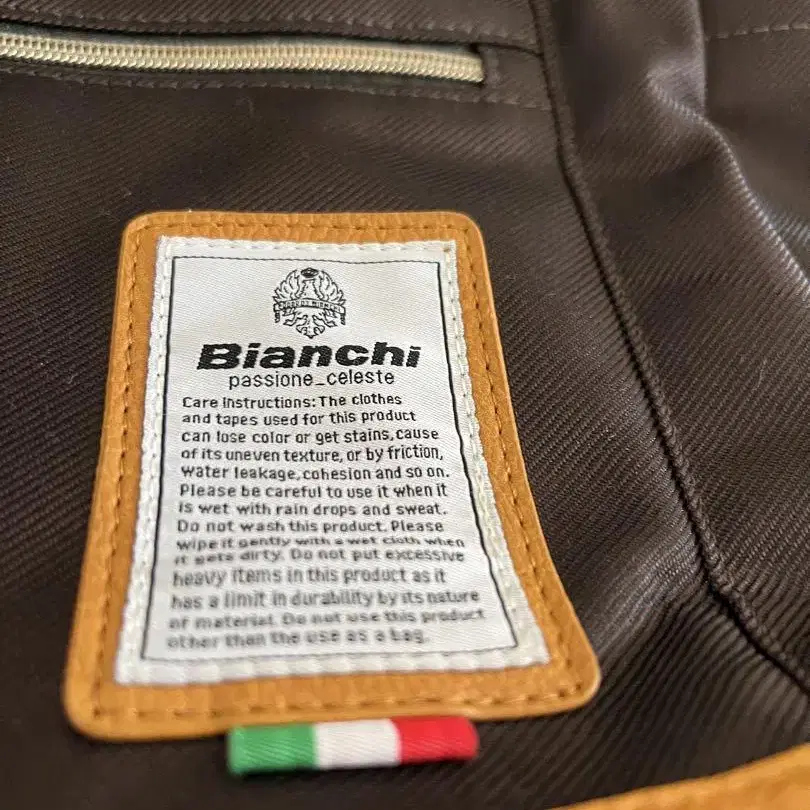 Bianchi
passione_celeste
Care Instructions: The clothes
and tapes used for this product
can lose color or get stains, cause
of its uneven texture, or by friction,
water leakage, cohesion and so on.
Please be careful to use it when it
is wet with rain drops and sweat.
Do not wash this product. Please
wipe it gently with a wet cloth when
it gets dirty. Do not put excessive
heavy items in this product as it
has a limit in durability by its nature
of material. Do not use this product
other than the use as a bag.